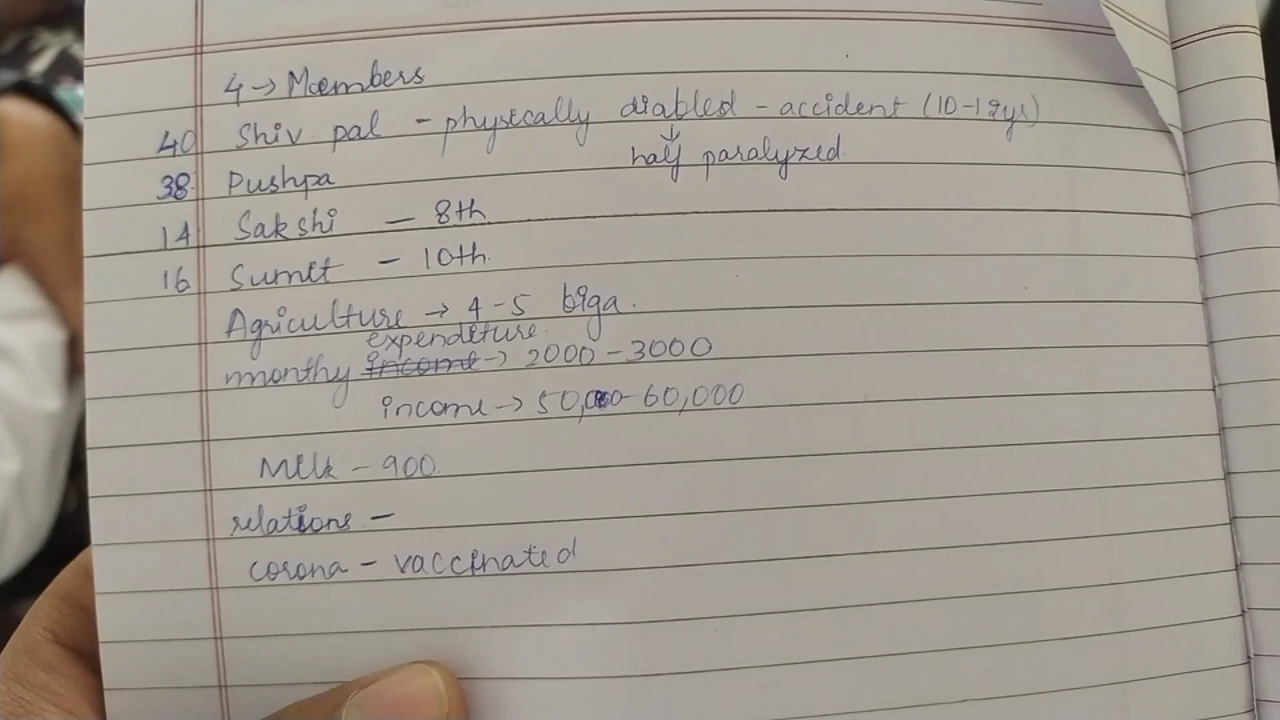 4 → Members
40 Shiv pal - physically diabled - accident (10-12ys)
↓
half paralyzed
38 Pushpa
14 Sakshi - 8th
16 Sumit - 10th.
Agriculture → 4-5 biga.
expenditure.
monthy income → 2000-3000
income → 50,000-60,000
Milk - 900.
relations -
corona - vaccinated